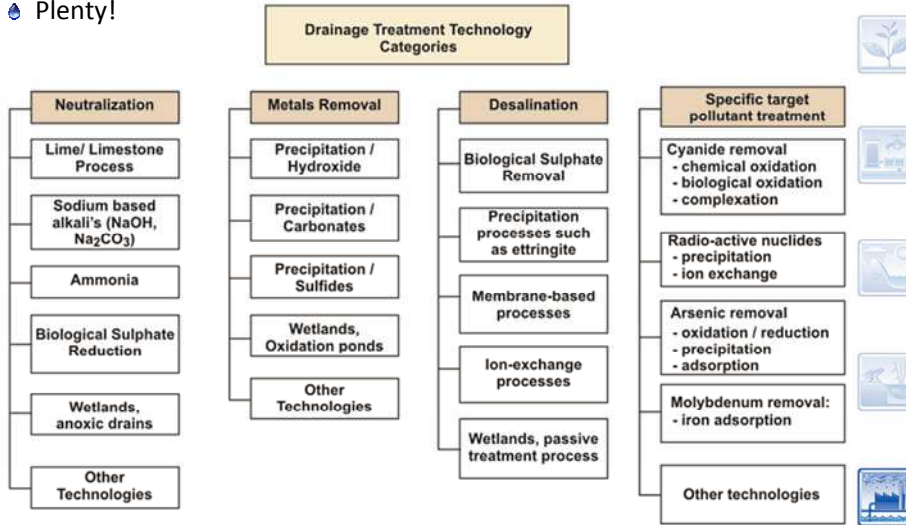 Plenty!
Drainage Treatment Technology
Categories
Neutralization
Lime/ Limestone
Process
Sodium based
alkali's (NaOH,
Na2CO3)
Ammonia
Biological Sulphate
Reduction
Wetlands,
anoxic drains
Other
Technologies
Metals Removal
Precipitation /
Hydroxide
Precipitation /
Carbonates
Precipitation /
Sulfides
Wetlands,
Oxidation ponds
Other
Technologies
Desalination
Biological Sulphate
Removal
Precipitation
processes such
as ettringite
Membrane-based
processes
Ion-exchange
processes
Wetlands, passive
treatment process
Specific target
pollutant treatment
Cyanide removal
- chemical oxidation
- biological oxidation
- complexation
Radio-active nuclides
- precipitation
- ion exchange
Arsenic removal
- oxidation / reduction
- precipitation
- adsorption
Molybdenum removal:
- iron adsorption
Other technologies